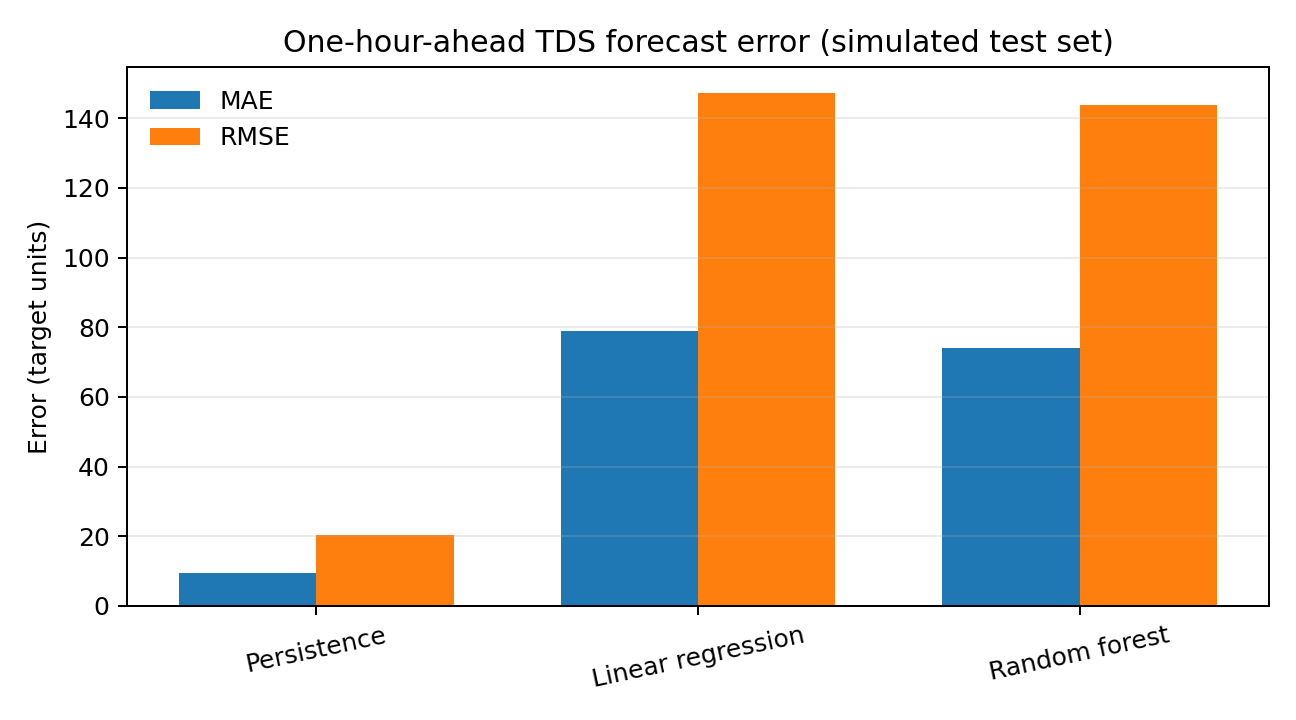 One-hour-ahead TDS forecast error (simulated test set)
MAE
RMSE
Error (target units)
140
120
100
80
60
40
20
0
Persistence
Linear regression
Random forest